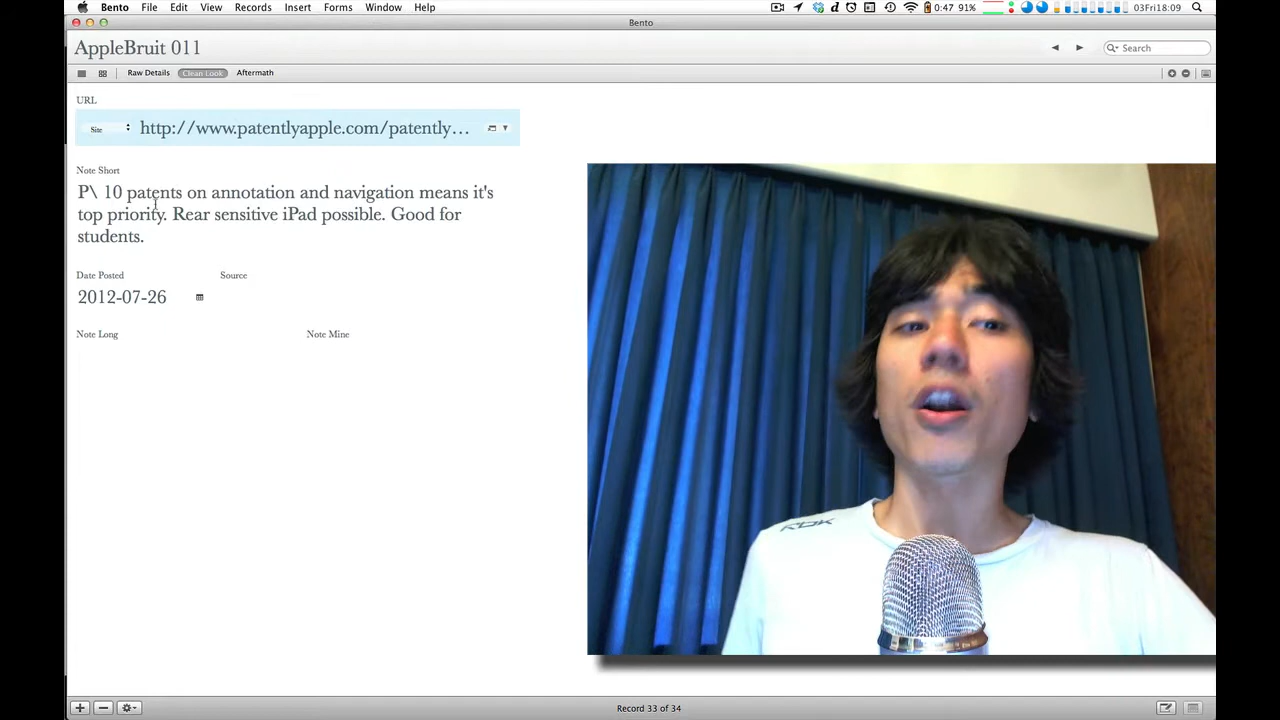 Bento File Edit View Records Insert Forms Window Help
0:47 91% 03Fri18:09
Bento
AppleBruit 011
Search
Raw Details Clean Look Aftermath
URL
Site http://www.patentlyapple.com/patently...
Note Short
P\ 10 patents on annotation and navigation means it's
top priority. Rear sensitive iPad possible. Good for
students.
Date Posted Source
2012-07-26
Note Long Note Mine
RBK
Record 33 of 34